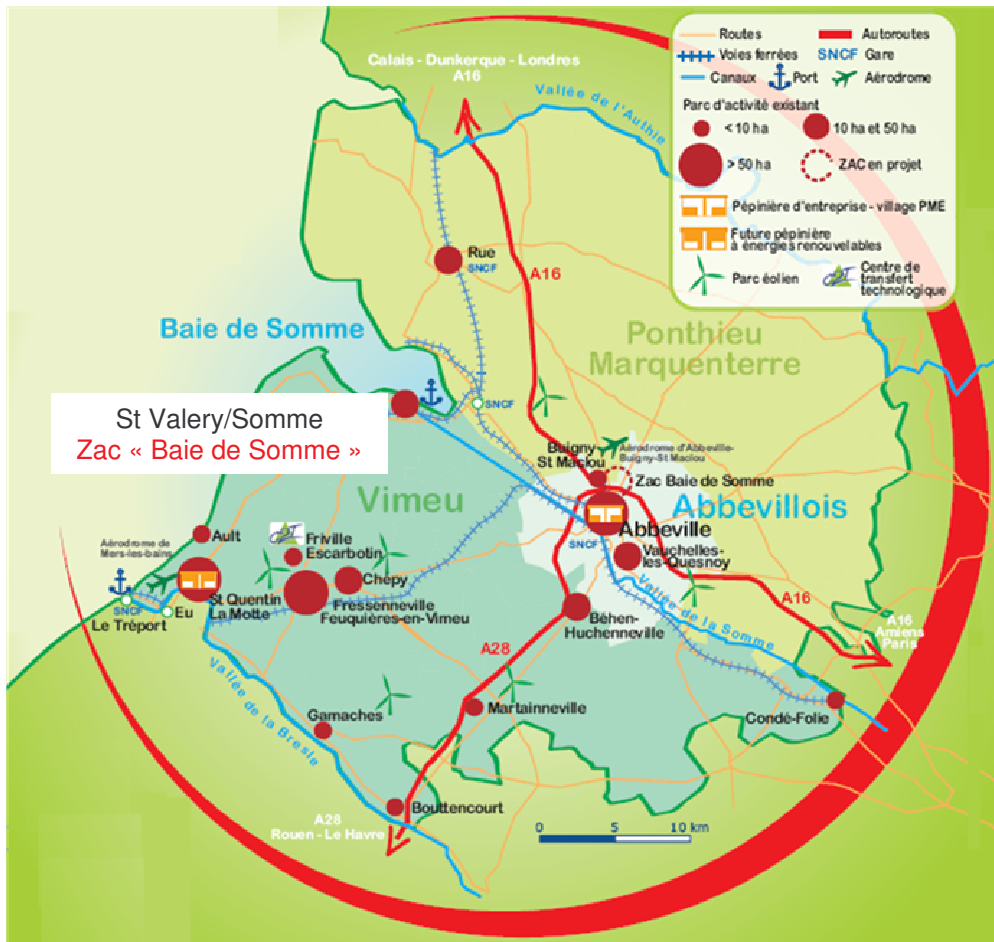 Routes
Autoroutes
Voies ferrées
SNCF Gare
Canaux
Port
Aérodrome
Parc d'activité existant
< 10 ha
10 ha et 50 ha
> 50 ha
ZAC en projet
Pépinière d'entreprise - village PME
Future pépinière
à énergies renouvelables
Parc éolien
Centre de
transfert
technologique
Calais - Dunkerque - Londres
A16
Vallée de l'Authie
Rue
SNCF
A16
Baie de Somme
Ponthieu
Marquenterre
SNCF
St Valery/Somme
Zac « Baie de Somme »
Buigny-
St Maclou
Aérodrome d'Abbeville-
Buigny-St Maclou
Zac Baie de Somme
Vimeu
Abbevillois
Abbeville
SNCF
Vauchelles-
les-Quesnoy
Ault
Friville
Escarbotin
Aérodrome de
Mers-les-bains
Chepy
St Quentin
La Motte
Fressenneville
Feuquières-en-Vimeu
SNCF
Eu
Le Tréport
Vallée de la Somme
A16
Béhen-
Huchenneville
A16
Amiens
Paris
A28
Vallée de la Bresle
Gamaches
Martainneville
Condé-Folie
Bouttencourt
A28
Rouen - Le Havre
0 5 10 km